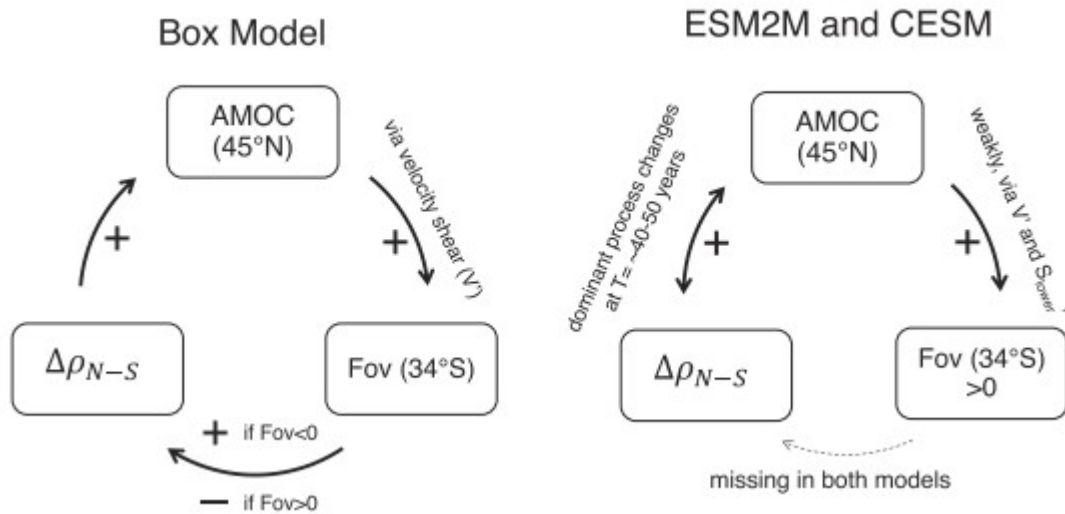 Box Model
AMOC
(45°N)
via velocity shear (V')
+
+
Δρ_{N−S}
Fov (34°S)
+ if Fov<0
− if Fov>0
ESM2M and CESM
AMOC
(45°N)
dominant process changes
at T= ~40-50 years
weakly, via V' and S_{lower}
+
+
Δρ_{N−S}
Fov (34°S)
>0
missing in both models